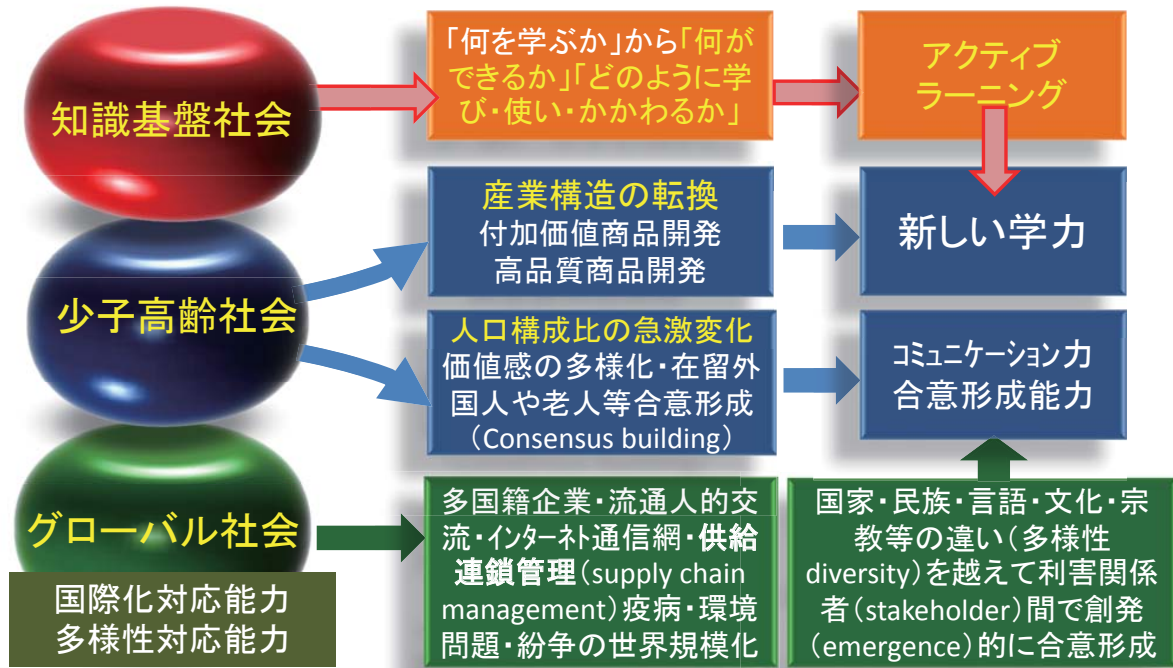 知識基盤社会
「何を学ぶか」から「何が
できるか」「どのように学
び・使い・かかわるか」
アクティブ
ラーニング
少子高齢社会
産業構造の転換
付加価値商品開発
高品質商品開発
新しい学力
人口構成比の急激変化
価値感の多様化・在留外
国人や老人等合意形成
（Consensus building）
コミュニケーション力
合意形成能力
グローバル社会
国際化対応能力
多様性対応能力
多国籍企業・流通人的交
流・インターネト通信網・供給
連鎖管理（supply chain
management）疫病・環境
問題・紛争の世界規模化
国家・民族・言語・文化・宗
教等の違い（多様性
diversity）を越えて利害関係
者（stakeholder）間で創発
（emergence）的に合意形成